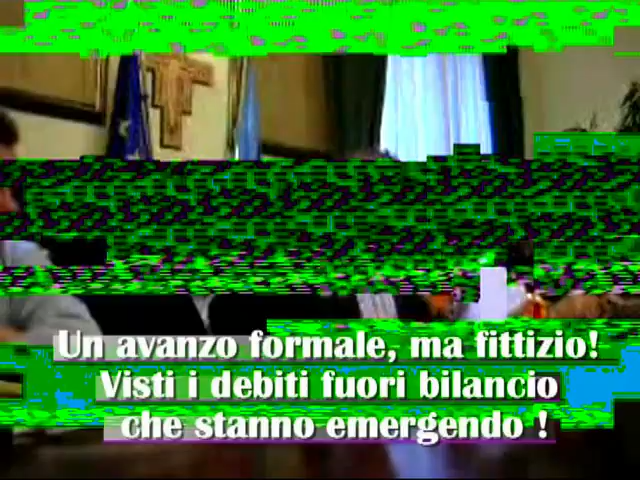 Un avanzo formale, ma fittizio!
Visti i debiti fuori bilancio
che stanno emergendo !